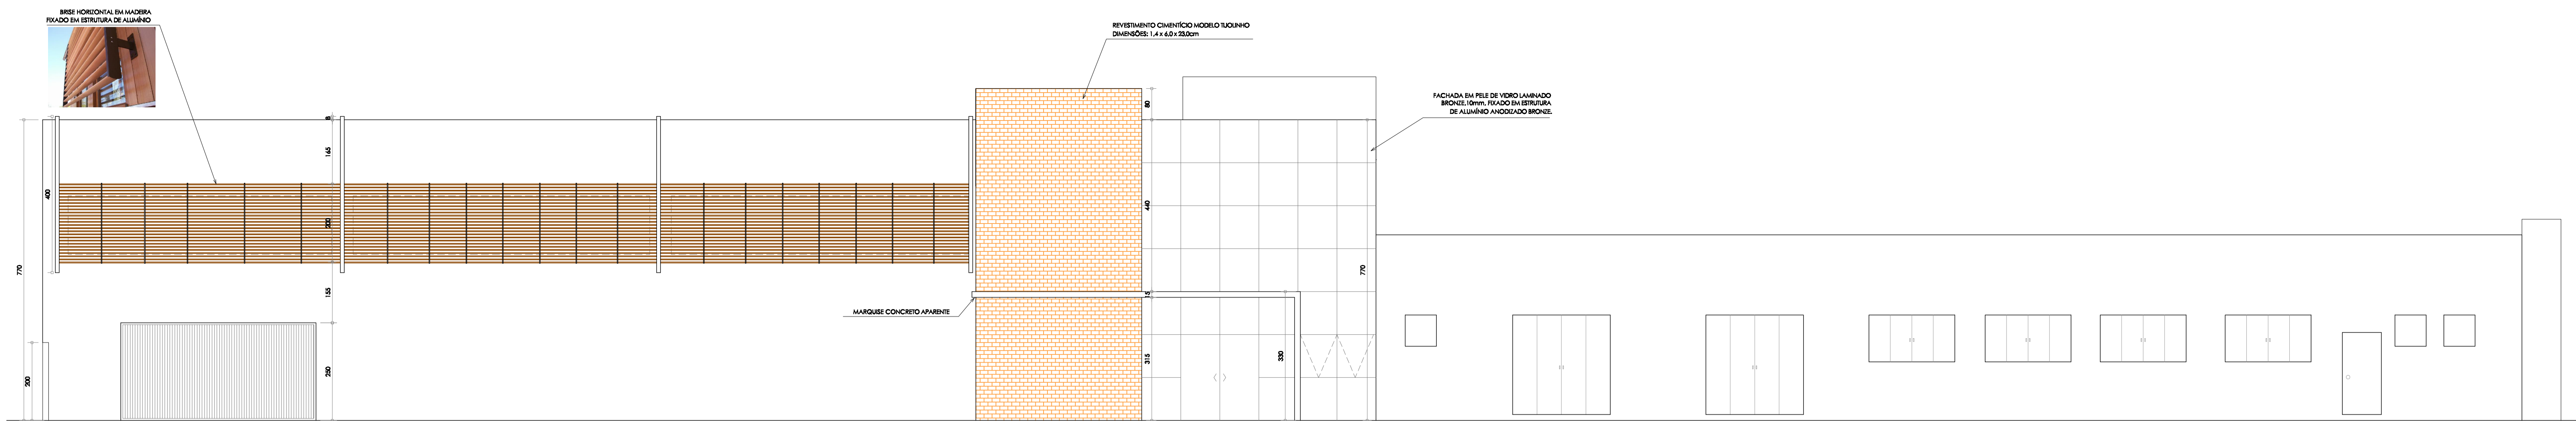 BRISE HORIZONTAL EM MADEIRA
FIXADO EM ESTRUTURA DE ALUMÍNIO
REVESTIMENTO CIMENTÍCIO MODELO TIJOLINHO
DIMENSÕES: 1,4 x 6,0 x 23,0cm
FACHADA EM PELE DE VIDRO LAMINADO
BRONZE,10mm, FIXADO EM ESTRUTURA
DE ALUMÍNIO ANODIZADO BRONZE.
MARQUISE CONCRETO APARENTE
770
200
400
8
165
200
155
250
80
440
15
315
330
770